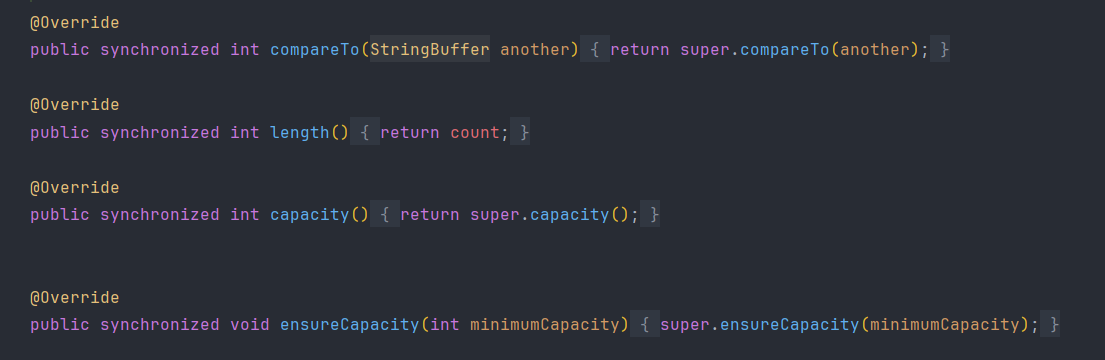 @Override
public synchronized int compareTo(StringBuffer another) { return super.compareTo(another); }
@Override
public synchronized int length() { return count; }
@Override
public synchronized int capacity() { return super.capacity(); }
@Override
public synchronized void ensureCapacity(int minimumCapacity) { super.ensureCapacity(minimumCapacity); }